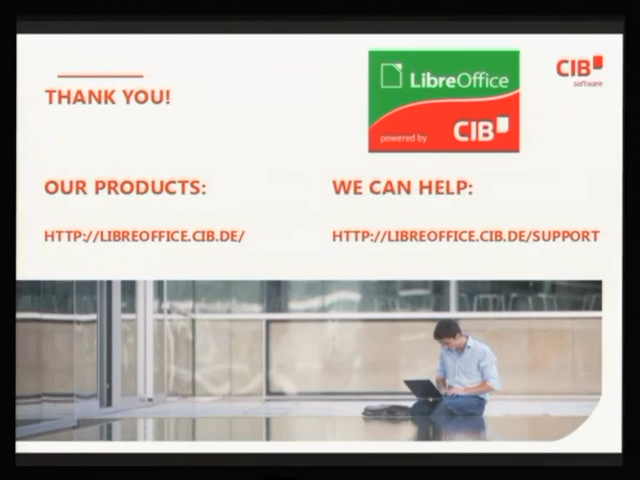 THANK YOU!
LibreOffice
powered by CIB
CIB
software
OUR PRODUCTS:
WE CAN HELP:
HTTP://LIBREOFFICE.CIB.DE/
HTTP://LIBREOFFICE.CIB.DE/SUPPORT